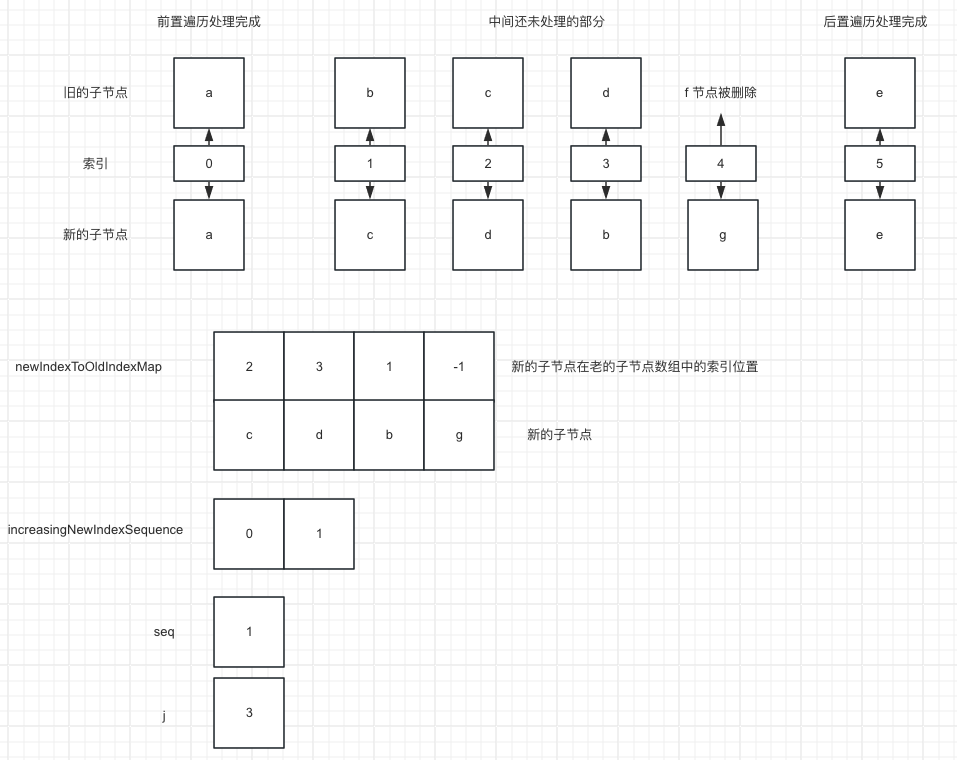 前置遍历处理完成 中间还未处理的部分 后置遍历处理完成
旧的子节点 a b c d f 节点被删除 e
索引 0 1 2 3 4 5
新的子节点 a c d b g e
newIndexToOldIndexMap 2 3 1 -1 新的子节点在老的子节点数组中的索引位置
c d b g 新的子节点
increasingNewIndexSequence 0 1
seq 1
j 3